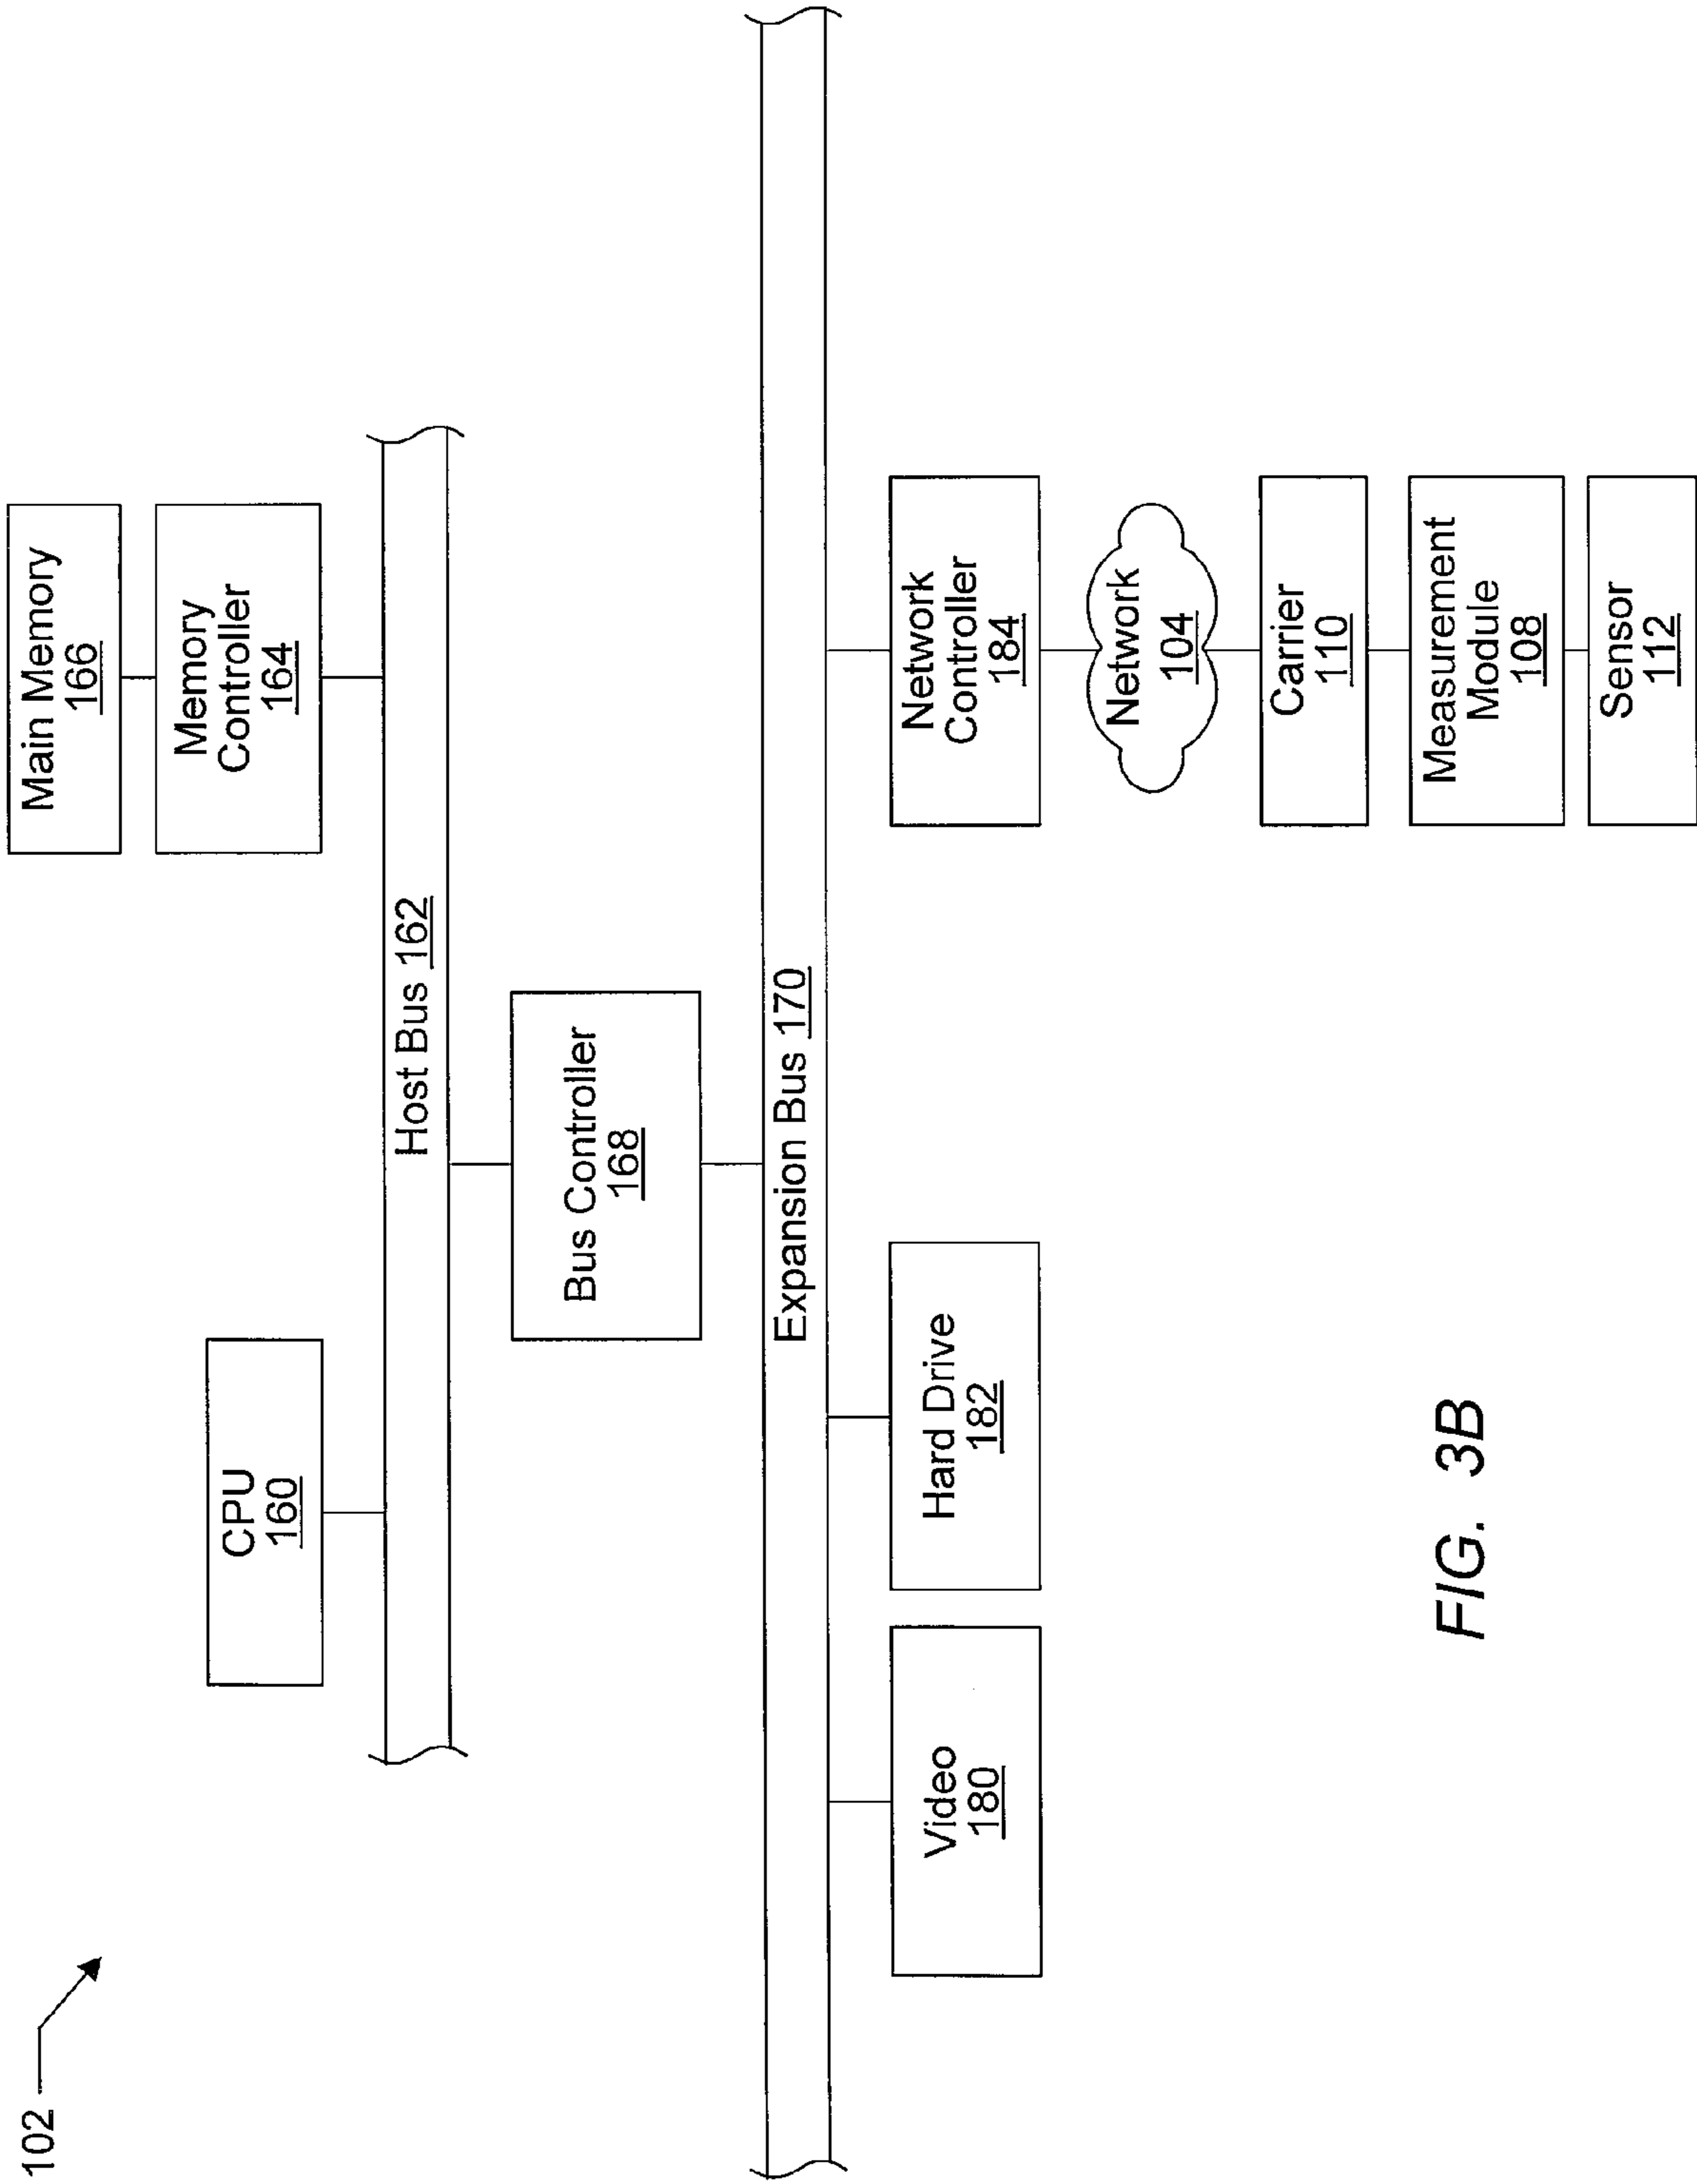 102
Main Memory
166
CPU
160
Memory
Controller
164
Host Bus 162
Bus Controller
168
Expansion Bus 170
Video
180
Hard Drive
182
Network
Controller
184
Network
104
Carrier
110
Measurement
Module
108
Sensor
112
FIG. 3B